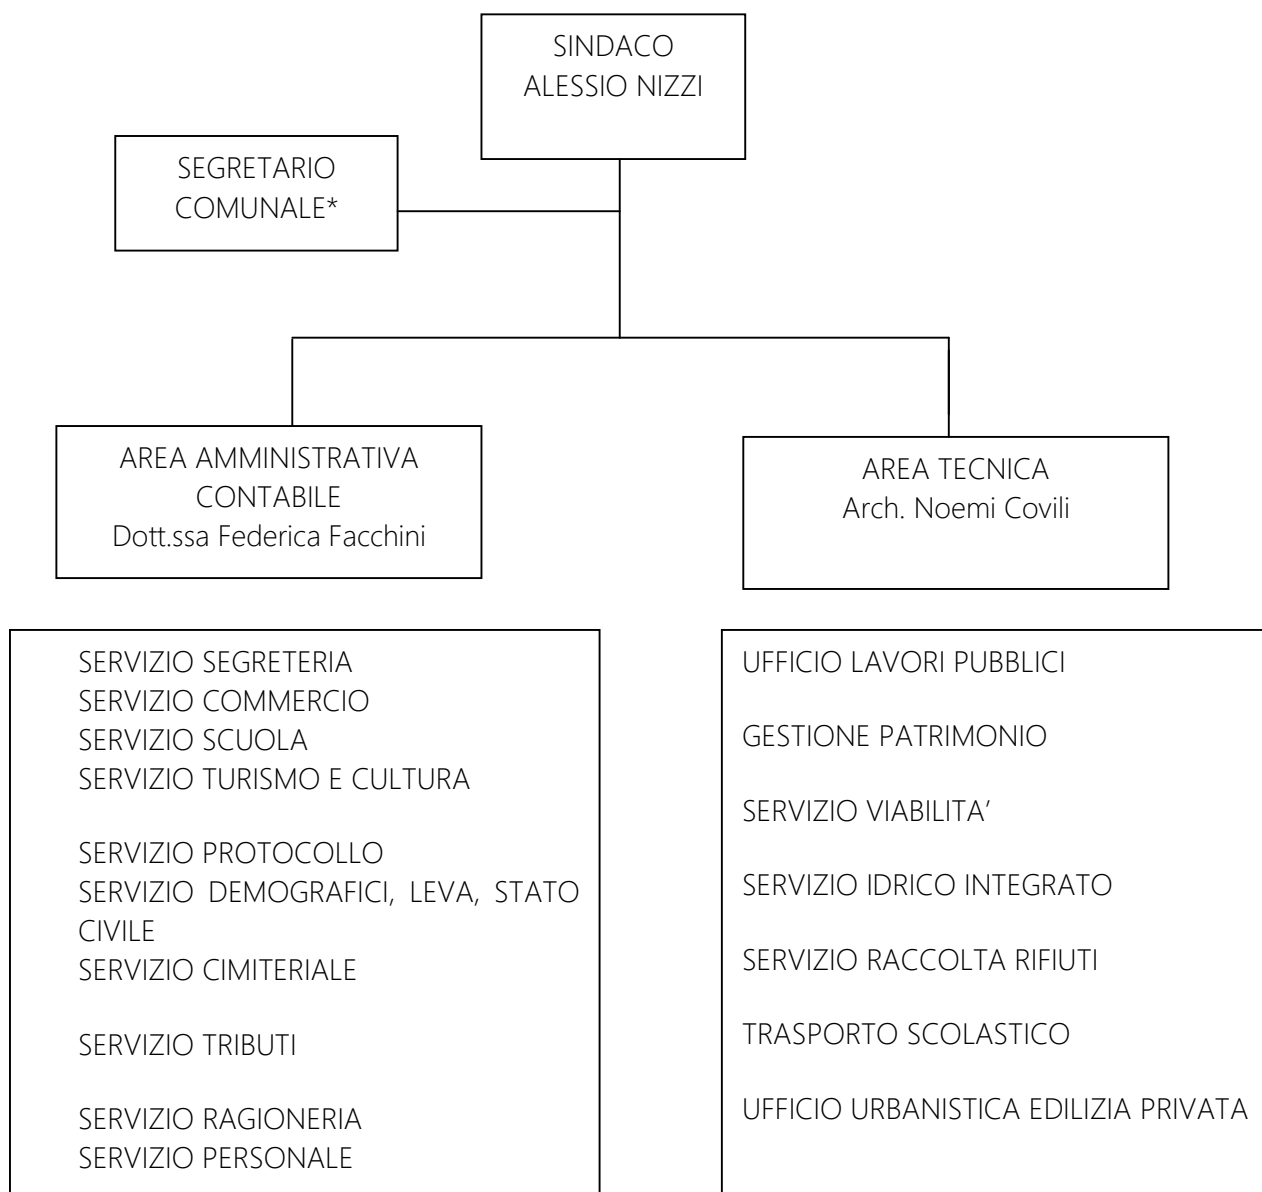 SINDACO
ALESSIO NIZZI
SEGRETARIO
COMUNALE*
AREA AMMINISTRATIVA
CONTABILE
Dott.ssa Federica Facchini
AREA TECNICA
Arch. Noemi Covili
SERVIZIO SEGRETERIA
SERVIZIO COMMERCIO
SERVIZIO SCUOLA
SERVIZIO TURISMO E CULTURA
SERVIZIO PROTOCOLLO
SERVIZIO DEMOGRAFICI, LEVA, STATO
CIVILE
SERVIZIO CIMITERIALE
SERVIZIO TRIBUTI
SERVIZIO RAGIONERIA
SERVIZIO PERSONALE
UFFICIO LAVORI PUBBLICI
GESTIONE PATRIMONIO
SERVIZIO VIABILITA’
SERVIZIO IDRICO INTEGRATO
SERVIZIO RACCOLTA RIFIUTI
TRASPORTO SCOLASTICO
UFFICIO URBANISTICA EDILIZIA PRIVATA